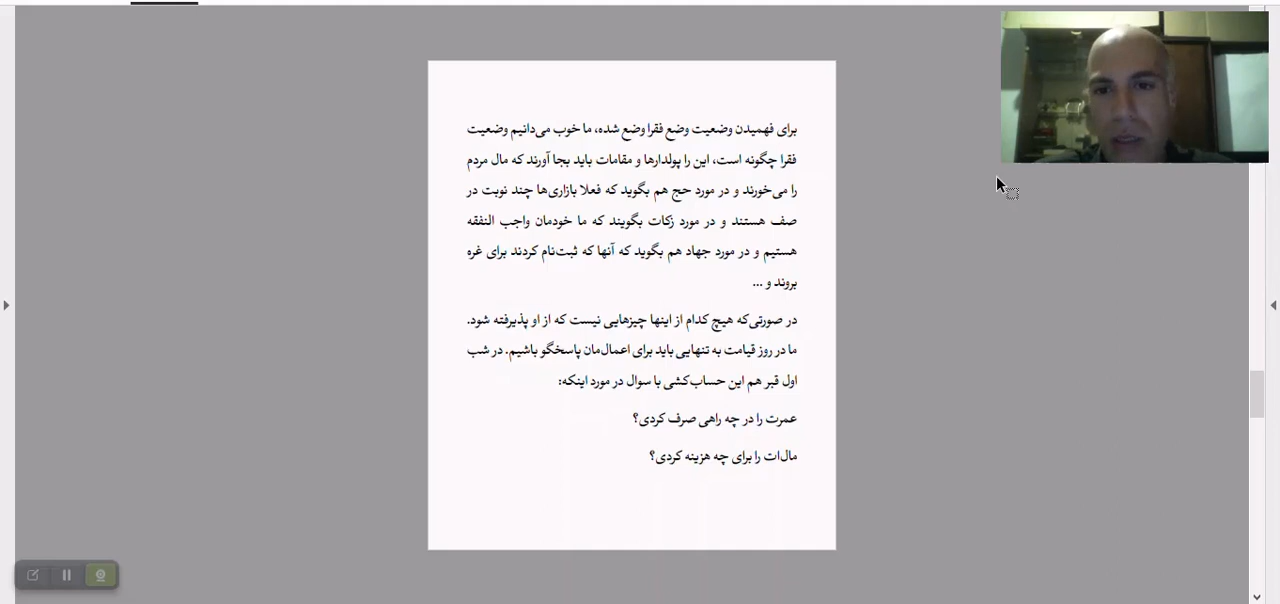 برای فهمیدن وضعیت وضع فقرا وضع شده، ما خوب می‌دانیم وضعیت
فقرا چگونه است، این را پولدارها و مقامات باید بجا آورند که مال مردم
را می‌خورند و در مورد حج هم بگوید که فعلا بازاری‌ها چند نوبت در
صف هستند و در مورد زکات بگویند که ما خودمان واجب النفقه
هستیم و در مورد جهاد هم بگوید که آنها که ثبت‌نام کردند برای غره
بروند و ...
در صورتی‌که هیچ کدام از اینها چیزهایی نیست که از او پذیرفته شود.
ما در روز قیامت به تنهایی باید برای اعمال‌مان پاسخگو باشیم. در شب
اول قبر هم این حساب‌کشی با سوال در مورد اینکه:
عمرت را در چه راهی صرف کردی؟
مال‌ات را برای چه هزینه کردی؟